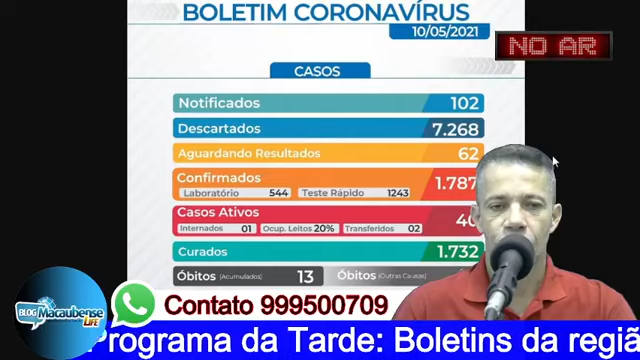 BOLETIM CORONAVÍRUS
10/05/2021
NO AR
CASOS
Notificados 102
Descartados 7.268
Aguardando Resultados 62
Confirmados 1.787
Laboratório 544 Teste Rápido 1243
Casos Ativos 40
Internados 01 Ocup. Leitos 20% Transferidos 02
Curados 1.732
Óbitos (Acumulados) 13 Óbitos (Outras Causas)
BLOG Macaubense LIFE
Contato 999500709
Programa da Tarde: Boletins da regiã